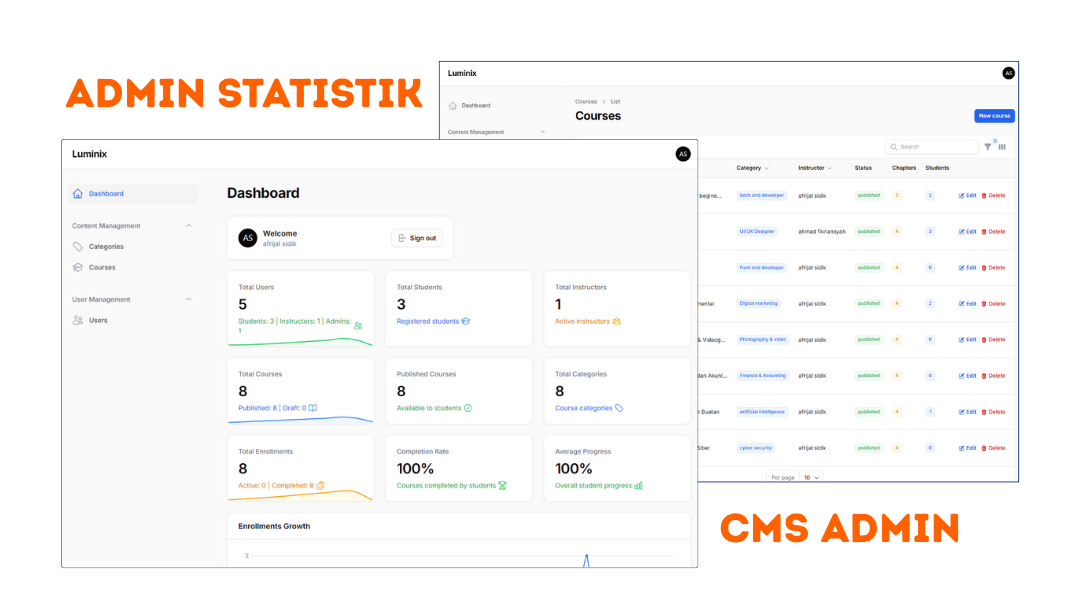 ADMIN STATISTIK
Luminix
AS
Dashboard
Content Management
Courses > List
Courses
New course
Search
0
Category
Instructor
Status
Chapters
Students
begino...
back end developer
afrijal sidik
published
2
Edit
Delete
UI/UX Designer
ahmad fikriansyah
published
4
3
Edit
Delete
front end developer
afrijal sidik
published
4
0
Edit
Delete
mental
Digital marketing
afrijal sidik
published
4
2
Edit
Delete
& Videog...
Photography & video
afrijal sidik
published
4
0
Edit
Delete
dan Akunt...
Finance & Acounting
afrijal sidik
published
4
0
Edit
Delete
Buatan
artificial intelligence
afrijal sidik
published
4
1
Edit
Delete
Siber
cyber security
afrijal sidik
published
4
0
Edit
Delete
Per page
10
Luminix
AS
Dashboard
Content Management
Categories
Courses
User Management
Users
Dashboard
AS
Welcome
afrijal sidik
Sign out
Total Users
5
Students: 3 | Instructors: 1 | Admins:
1
Total Students
3
Registered students
Total Instructors
1
Active instructors
Total Courses
8
Published: 8 | Draft: 0
Published Courses
8
Available to students
Total Categories
8
Course categories
Total Enrollments
8
Active: 0 | Completed: 8
Completion Rate
100%
Courses completed by students
Average Progress
100%
Overall student progress
Enrollments Growth
2
CMS ADMIN